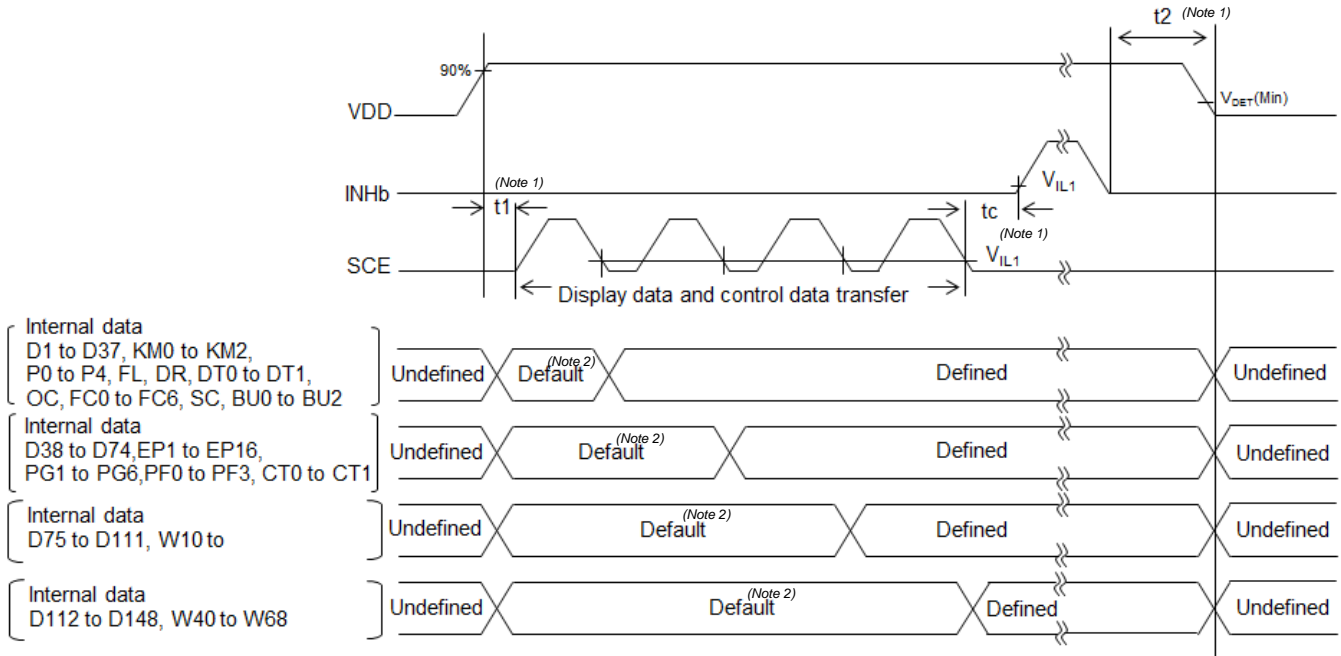 t2 (Note 1)
90%
VDD
VDET(Min)
(Note 1)
INHb
VIL1
t1
tc
(Note 1)
SCE
VIL1
Display data and control data transfer
Internal data
D1 to D37, KM0 to KM2,
P0 to P4, FL, DR, DT0 to DT1,
OC, FC0 to FC6, SC, BU0 to BU2
Undefined
Default (Note 2)
Defined
Undefined
Internal data
D38 to D74,EP1 to EP16,
PG1 to PG6,PF0 to PF3, CT0 to CT1
Undefined
Default (Note 2)
Defined
Undefined
Internal data
D75 to D111, W10 to
Undefined
Default (Note 2)
Defined
Undefined
Internal data
D112 to D148, W40 to W68
Undefined
Default (Note 2)
Defined
Undefined